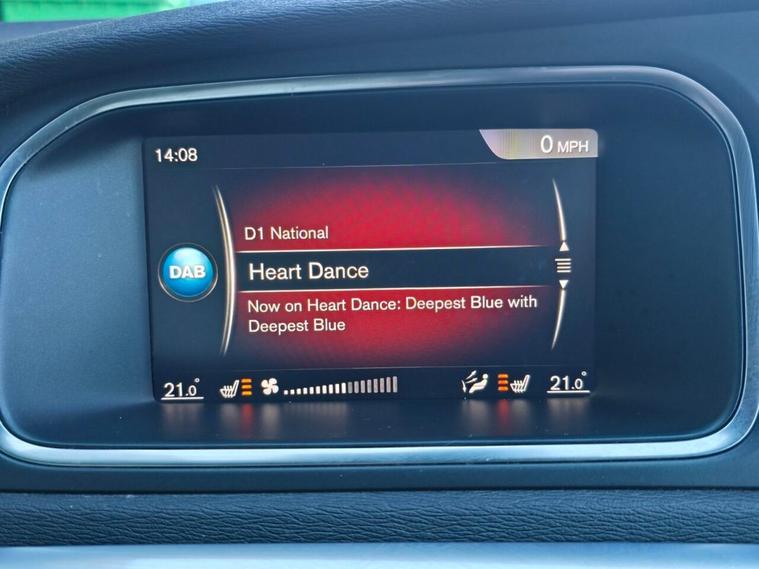 14:08
0 MPH
D1 National
DAB
Heart Dance
Now on Heart Dance: Deepest Blue with
Deepest Blue
21.0°
21.0°